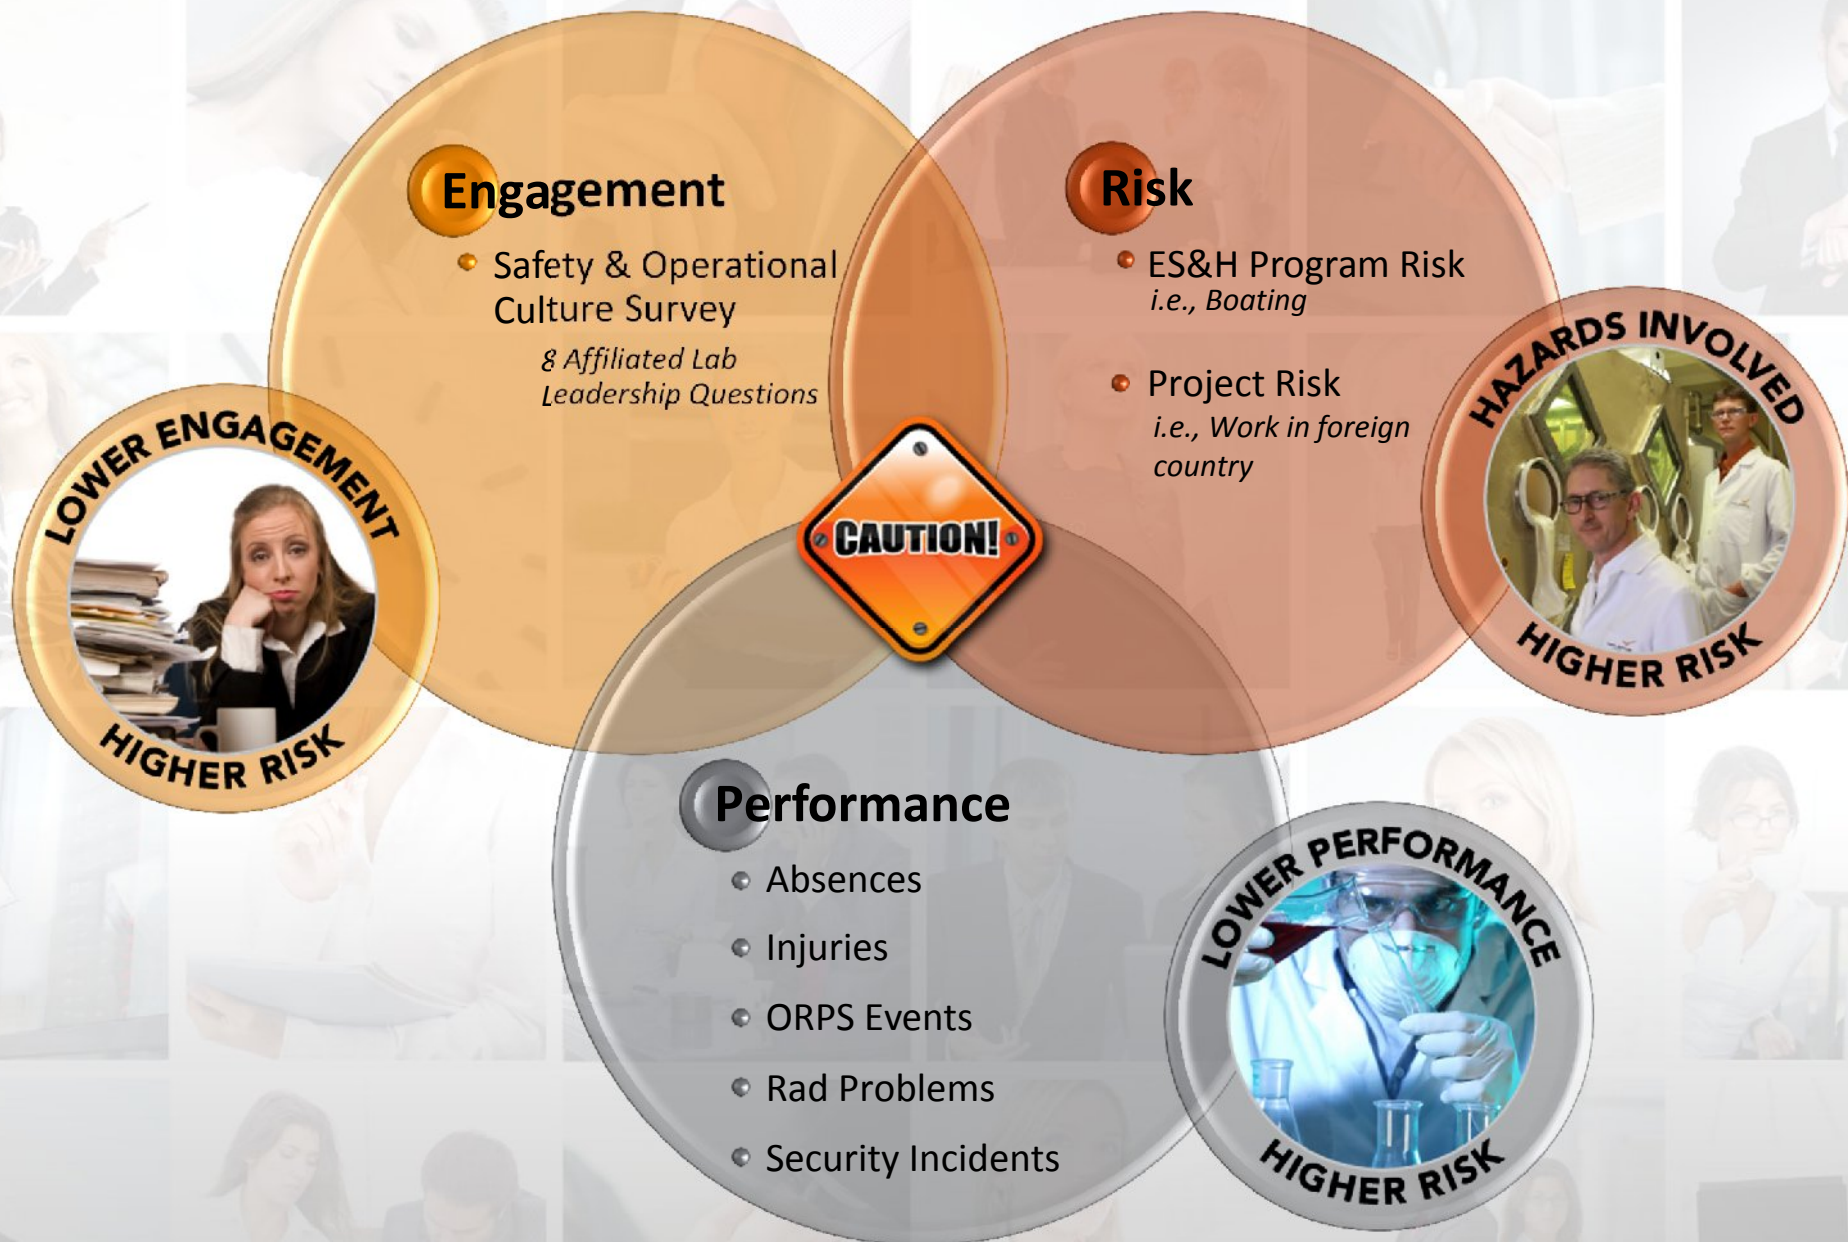 Engagement
Safety & Operational
Culture Survey
8 Affiliated Lab
Leadership Questions
Risk
ES&H Program Risk
i.e., Boating
Project Risk
i.e., Work in foreign
country
HAZARDS INVOLVED
HIGHER RISK
LOWER ENGAGEMENT
HIGHER RISK
CAUTION!
Performance
Absences
Injuries
ORPS Events
Rad Problems
Security Incidents
LOWER PERFORMANCE
HIGHER RISK